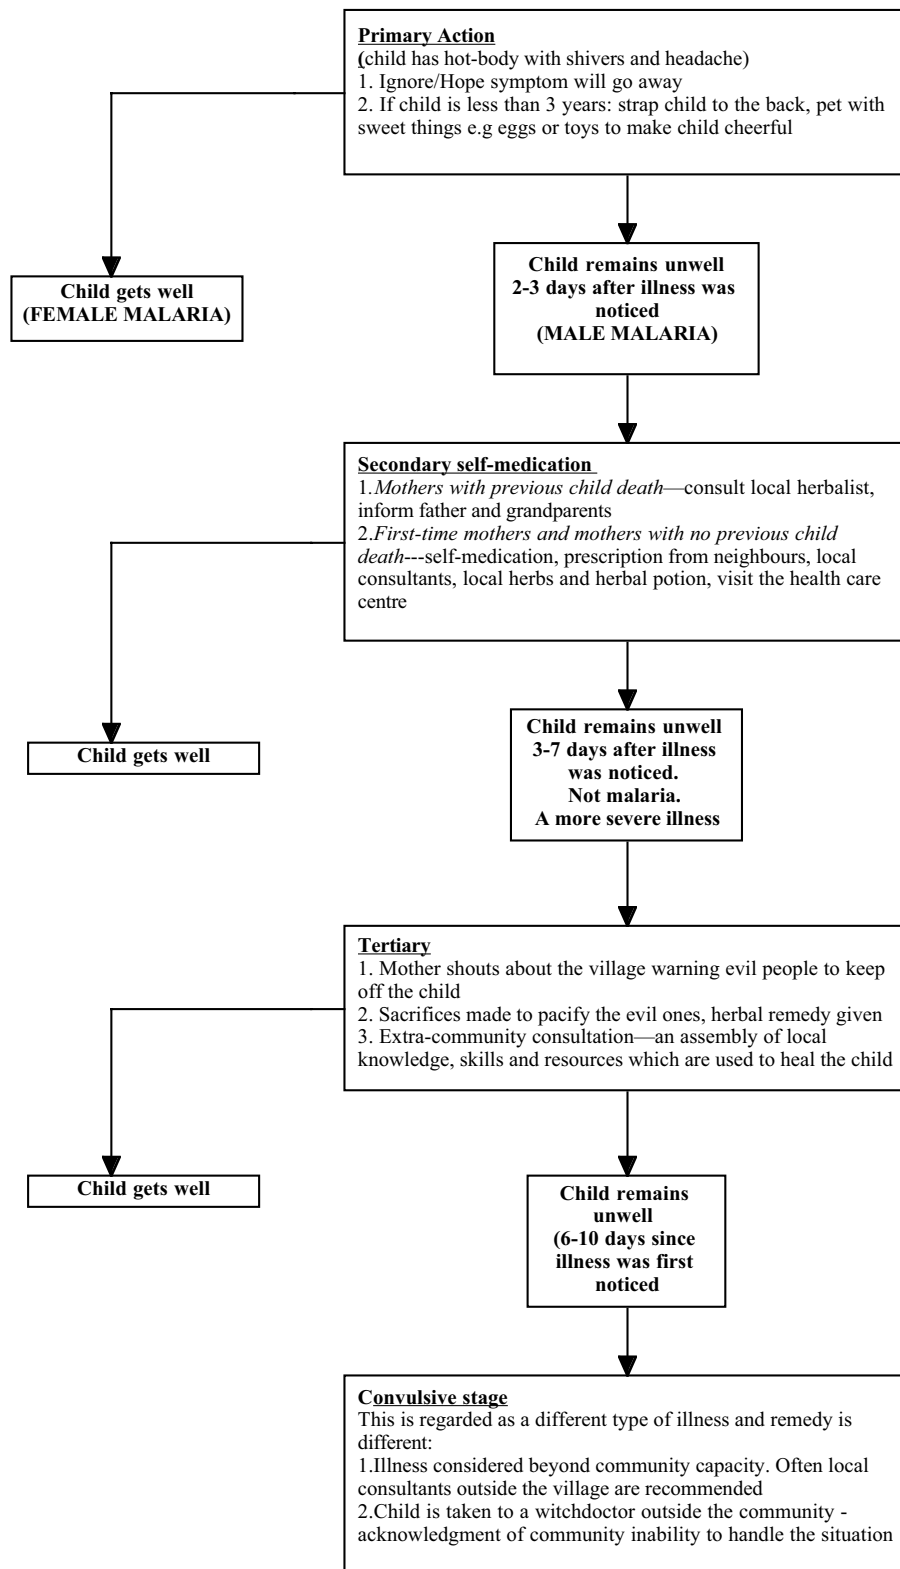 Primary Action
(child has hot-body with shivers and headache)
1. Ignore/Hope symptom will go away
2. If child is less than 3 years: strap child to the back, pet with
sweet things e.g eggs or toys to make child cheerful
Child gets well
(FEMALE MALARIA)
Child remains unwell
2-3 days after illness was
noticed
(MALE MALARIA)
Secondary self-medication
1.Mothers with previous child death—consult local herbalist,
inform father and grandparents
2.First-time mothers and mothers with no previous child
death---self-medication, prescription from neighbours, local
consultants, local herbs and herbal potion, visit the health care
centre
Child gets well
Child remains unwell
3-7 days after illness
was noticed.
Not malaria.
A more severe illness
Tertiary
1. Mother shouts about the village warning evil people to keep
off the child
2. Sacrifices made to pacify the evil ones, herbal remedy given
3. Extra-community consultation—an assembly of local
knowledge, skills and resources which are used to heal the child
Child gets well
Child remains
unwell
(6-10 days since
illness was first
noticed
Convulsive stage
This is regarded as a different type of illness and remedy is
different:
1.Illness considered beyond community capacity. Often local
consultants outside the village are recommended
2.Child is taken to a witchdoctor outside the community -
acknowledgment of community inability to handle the situation